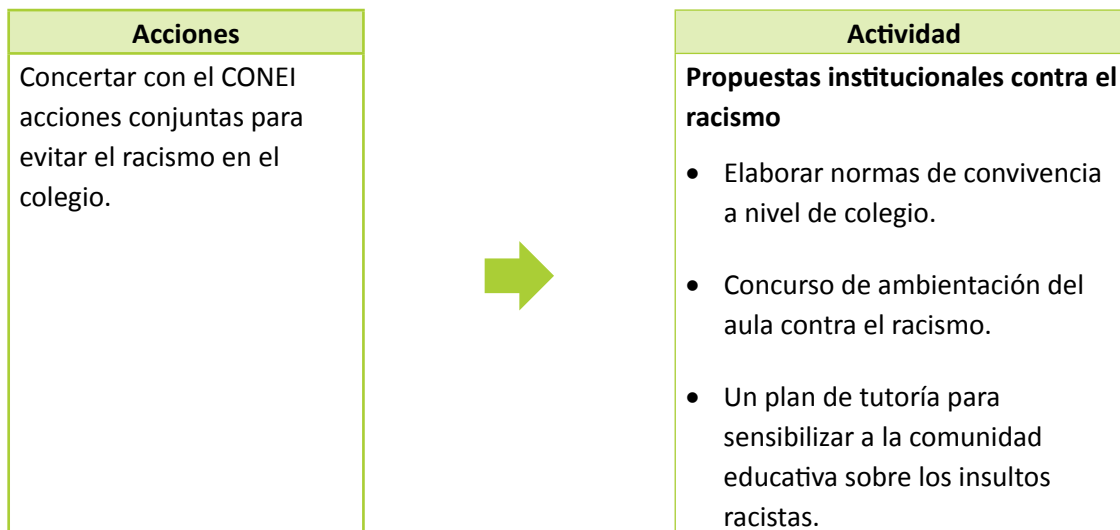 Acciones
Concertar con el CONEI
acciones conjuntas para
evitar el racismo en el
colegio.
Actividad
Propuestas institucionales contra el
racismo
• Elaborar normas de convivencia
a nivel de colegio.
• Concurso de ambientación del
aula contra el racismo.
• Un plan de tutoría para
sensibilizar a la comunidad
educativa sobre los insultos
racistas.